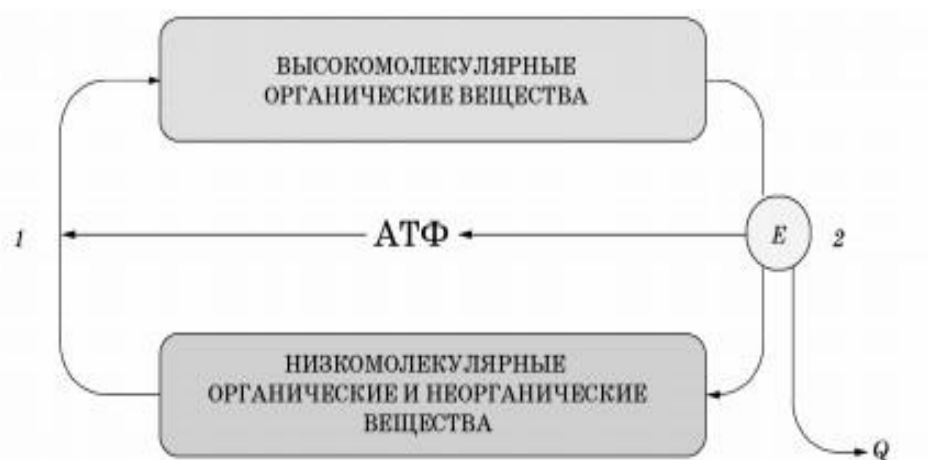 ВЫСОКОМОЛЕКУЛЯРНЫЕ
ОРГАНИЧЕСКИЕ ВЕЩЕСТВА
1
АТФ
E
2
НИЗКОМОЛЕКУЛЯРНЫЕ
ОРГАНИЧЕСКИЕ И НЕОРГАНИЧЕСКИЕ
ВЕЩЕСТВА
Q